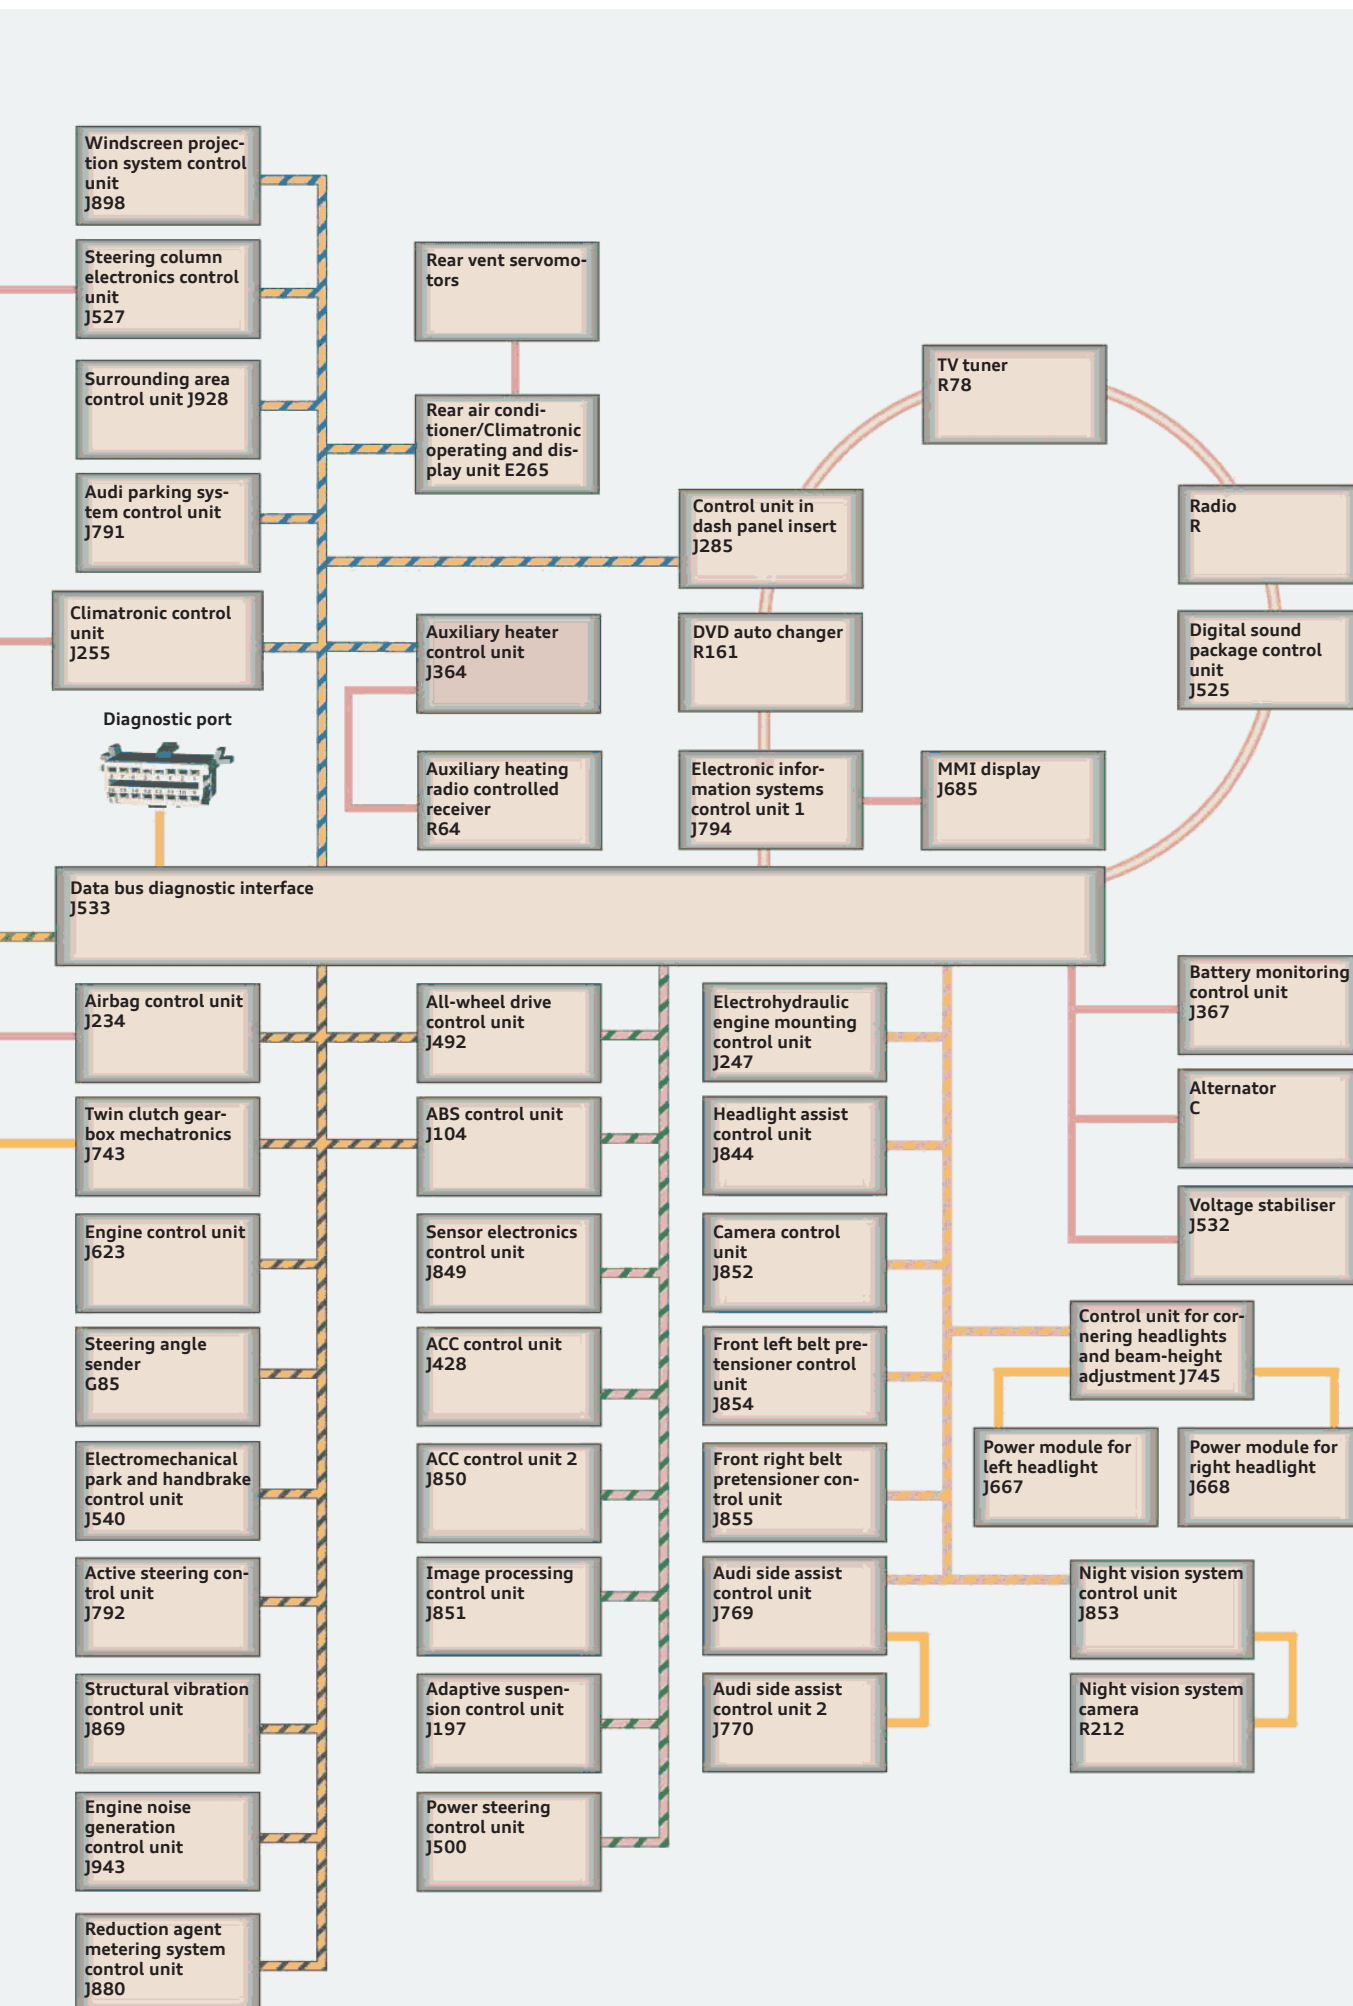 Windscreen projec-
tion system control
unit
J898
Steering column
electronics control
unit
J527
Surrounding area
control unit J928
Audi parking sys-
tem control unit
J791
Climatronic control
unit
J255
Diagnostic port
Rear vent servomo-
tors
Rear air condi-
tioner/Climatronic
operating and dis-
play unit E265
Auxiliary heater
control unit
J364
Auxiliary heating
radio controlled
receiver
R64
TV tuner
R78
Control unit in
dash panel insert
J285
DVD auto changer
R161
Electronic infor-
mation systems
control unit 1
J794
MMI display
J685
Radio
R
Digital sound
package control
unit
J525
Data bus diagnostic interface
J533
Airbag control unit
J234
Twin clutch gear-
box mechatronics
J743
Engine control unit
J623
Steering angle
sender
G85
Electromechanical
park and handbrake
control unit
J540
Active steering con-
trol unit
J792
Structural vibration
control unit
J869
Engine noise
generation
control unit
J943
Reduction agent
metering system
control unit
J880
All-wheel drive
control unit
J492
ABS control unit
J104
Sensor electronics
control unit
J849
ACC control unit
J428
ACC control unit 2
J850
Image processing
control unit
J851
Adaptive suspen-
sion control unit
J197
Power steering
control unit
J500
Electrohydraulic
engine mounting
control unit
J247
Headlight assist
control unit
J844
Camera control
unit
J852
Front left belt pre-
tensioner control
unit
J854
Front right belt
pretensioner con-
trol unit
J855
Audi side assist
control unit
J769
Audi side assist
control unit 2
J770
Battery monitoring
control unit
J367
Alternator
C
Voltage stabiliser
J532
Control unit for cor-
nering headlights
and beam-height
adjustment J745
Power module for
left headlight
J667
Power module for
right headlight
J668
Night vision system
control unit
J853
Night vision system
camera
R212